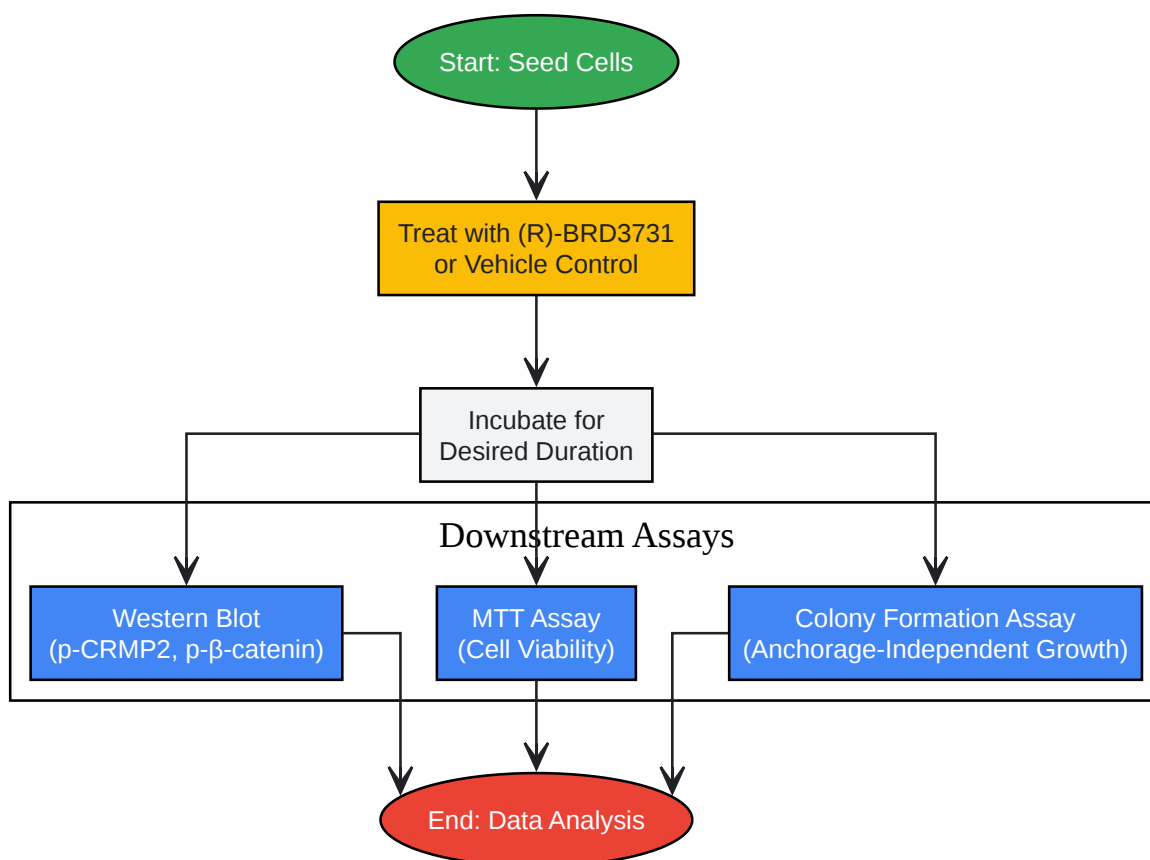 Start: Seed Cells
Treat with (R)-BRD3731
or Vehicle Control
Incubate for
Desired Duration
Downstream Assays
Western Blot
(p-CRMP2, p-β-catenin)
MTT Assay
(Cell Viability)
Colony Formation Assay
(Anchorage-Independent Growth)
End: Data Analysis